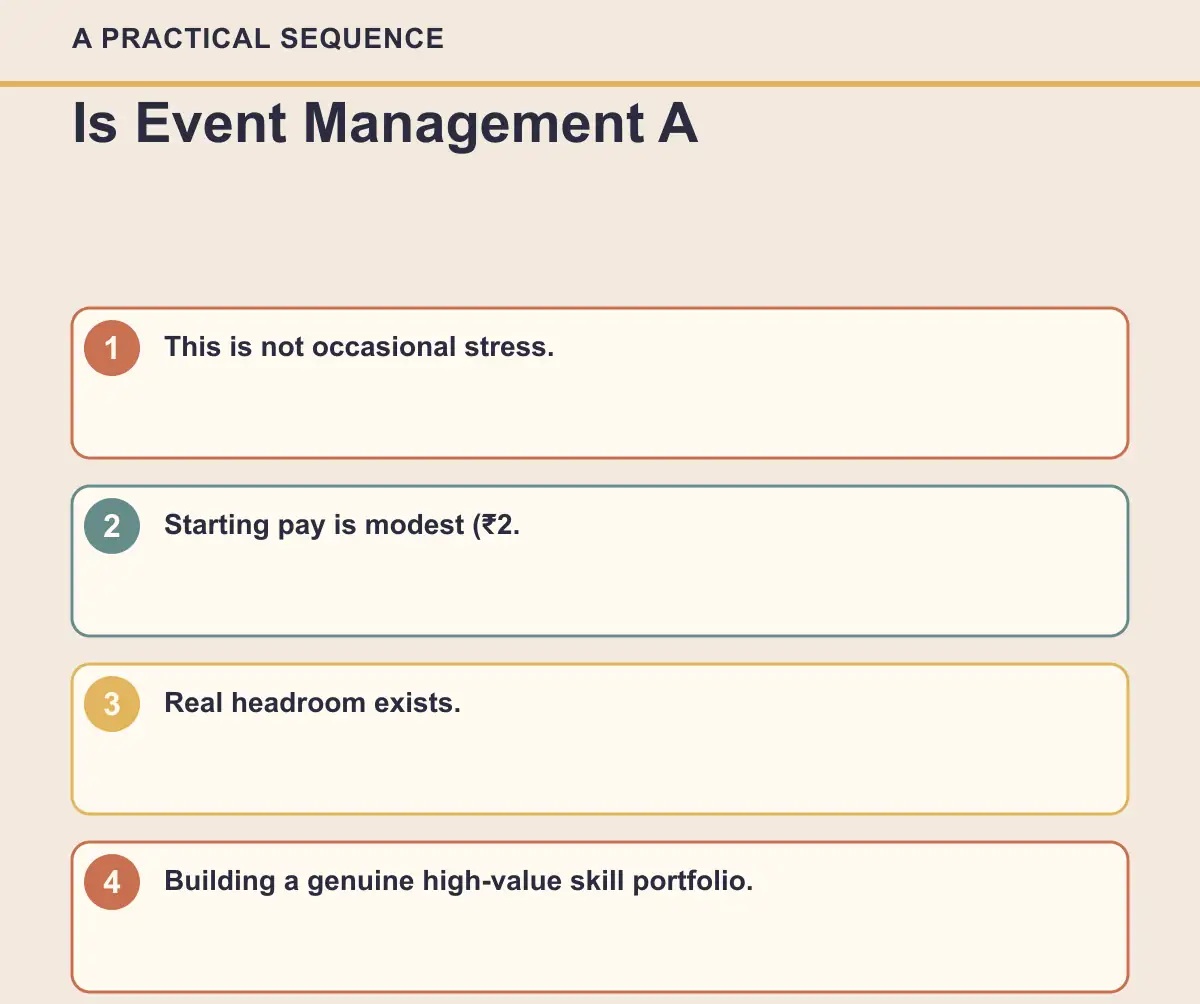 A PRACTICAL SEQUENCE
Is Event Management A
1 This is not occasional stress.
2 Starting pay is modest (₹2.
3 Real headroom exists.
4 Building a genuine high-value skill portfolio.